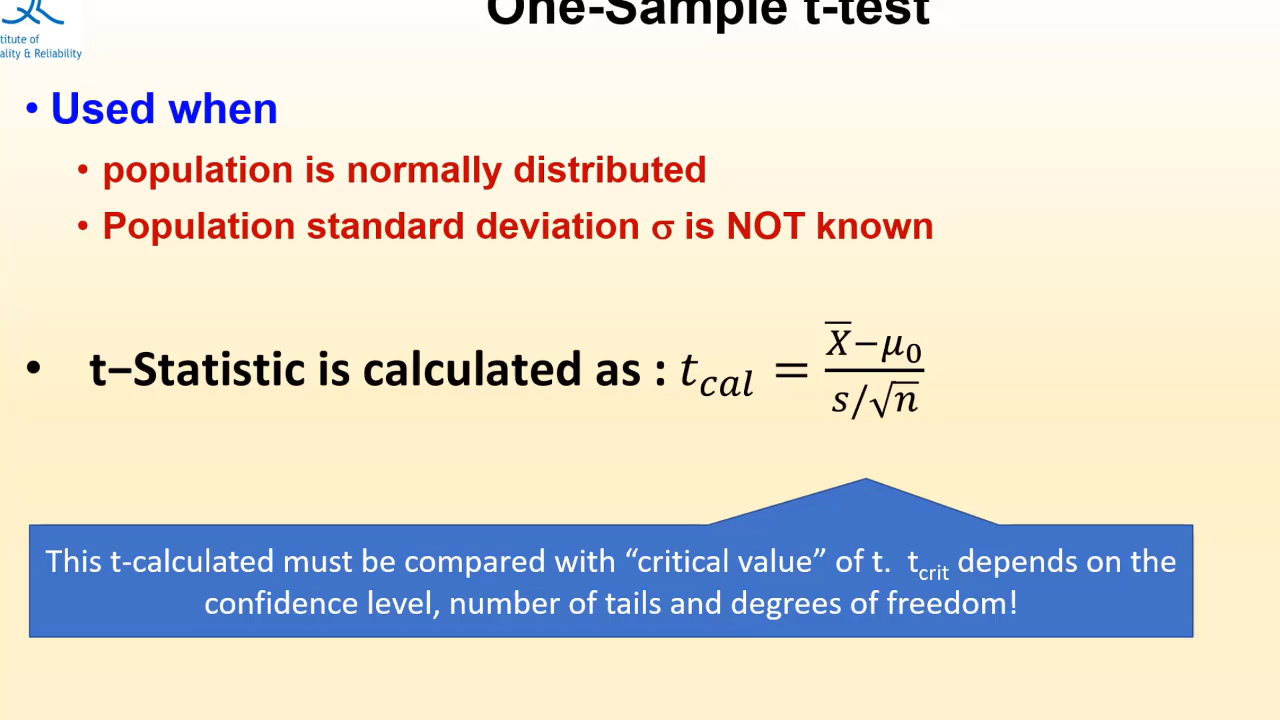 One-Sample t-test
titute of
ality & Reliability
• Used when
• population is normally distributed
• Population standard deviation σ is NOT known
• t−Statistic is calculated as : t_cal = (X̅−μ₀)/(s/√n)
This t-calculated must be compared with “critical value” of t. t_crit depends on the
confidence level, number of tails and degrees of freedom!